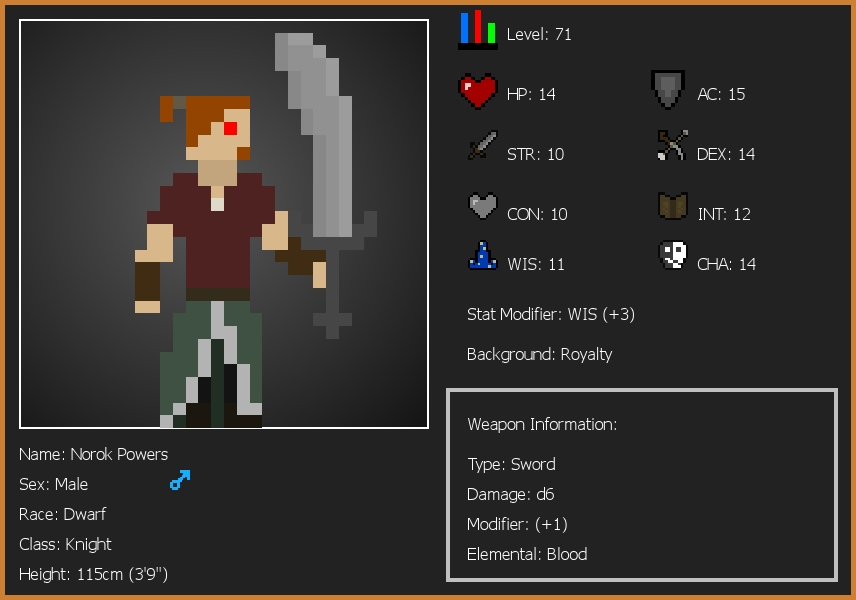 Level: 71
HP: 14
AC: 15
STR: 10
DEX: 14
CON: 10
INT: 12
WIS: 11
CHA: 14
Stat Modifier: WIS (+3)
Background: Royalty
Weapon Information:
Type: Sword
Damage: d6
Modifier: (+1)
Elemental: Blood
Name: Norok Powers
Sex: Male
Race: Dwarf
Class: Knight
Height: 115cm (3'9")